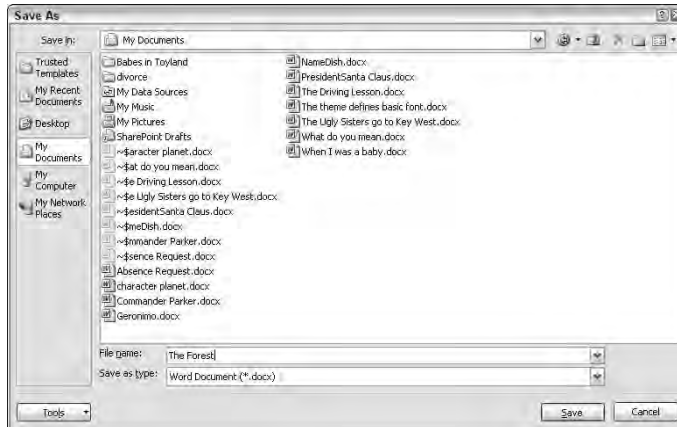 Save As
Save in:
My Documents
Trusted
Templates
My Recent
Documents
Desktop
My
Documents
My
Computer
My Network
Places
Babes in Toyland
divorce
My Data Sources
My Music
My Pictures
SharePoint Drafts
~$aracter planet.docx
~$at do you mean.docx
~$e Driving Lesson.docx
~$e Ugly Sisters go to Key West.docx
~$esidentSanta Claus.docx
~$meDish.docx
~$mmander Parker.docx
~$sence Request.docx
Absence Request.docx
character planet.docx
Commander Parker.docx
Geronimo.docx
NameDish.docx
PresidentSanta Claus.docx
The Driving Lesson.docx
The theme defines basic font.docx
The Ugly Sisters go to Key West.docx
What do you mean.docx
When I was a baby.docx
File name:
The Forest
Save as type:
Word Document (*.docx)
Tools
Save
Cancel